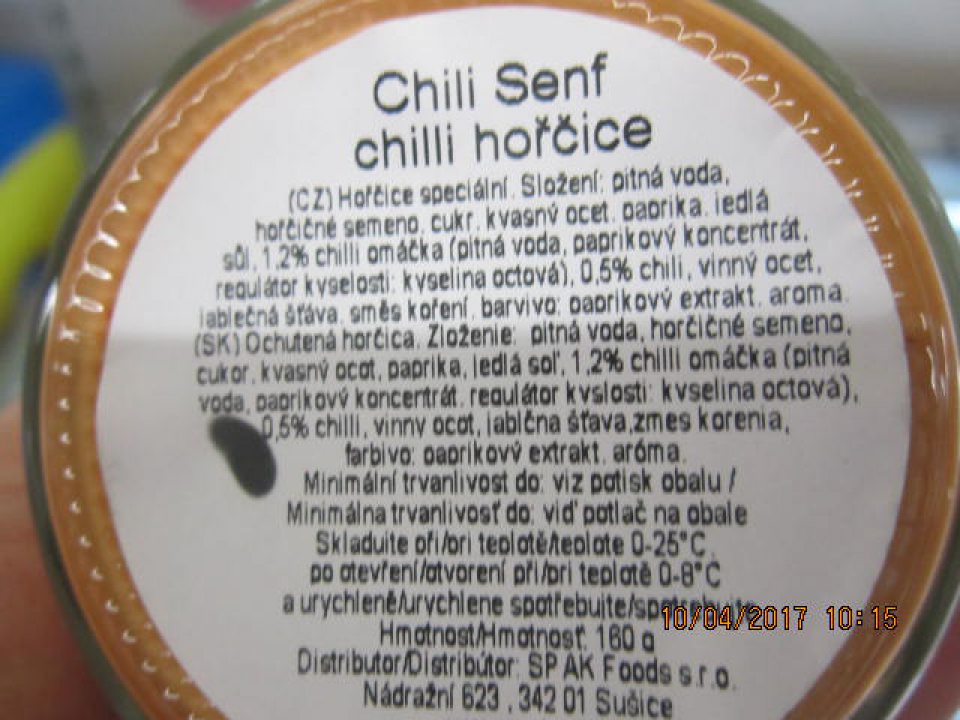 Chili Senf
chilli hořčice
(CZ) Hořčice speciální. Složení: pitná voda,
hořčičné semeno, cukr, kvasný ocet, paprika, jedlá
sůl, 1,2% chilli omáčka (pitná voda, paprikový koncentrát,
regulátor kyselosti: kyselina octová), 0,5% chili, vinný ocet,
jablečná šťáva, směs koření, barvivo: paprikový extrakt, aroma.
(SK) Ochutená horčica. Zloženie: pitná voda, horčičné semeno,
cukor, kvasný ocot, paprika, jedlá soľ, 1,2% chilli omáčka (pitná
voda, paprikový koncentrát, regulátor kyslosti: kyselina octová),
0,5% chilli, vinny ocot, jablčna šťava,zmes korenia,
farbivo: paprikový extrakt, aróma.
Minimální trvanlivost do: viz potisk obalu /
Minimálna trvanlivosť do: viď potlač na obale
Skladujte při/pri teplotě/teplote 0-25°C,
po otevření/otvorení při/pri teplotě 0-8°C
a urychleně/urychlene spotřebujte/spotrebujte
10/04/2017 10:15
Hmotnost/Hmotnosť: 160 g
Distributor/Distribútor: SP AK Foods s.r.o.
Nádražní 623 , 342 01 Sušice